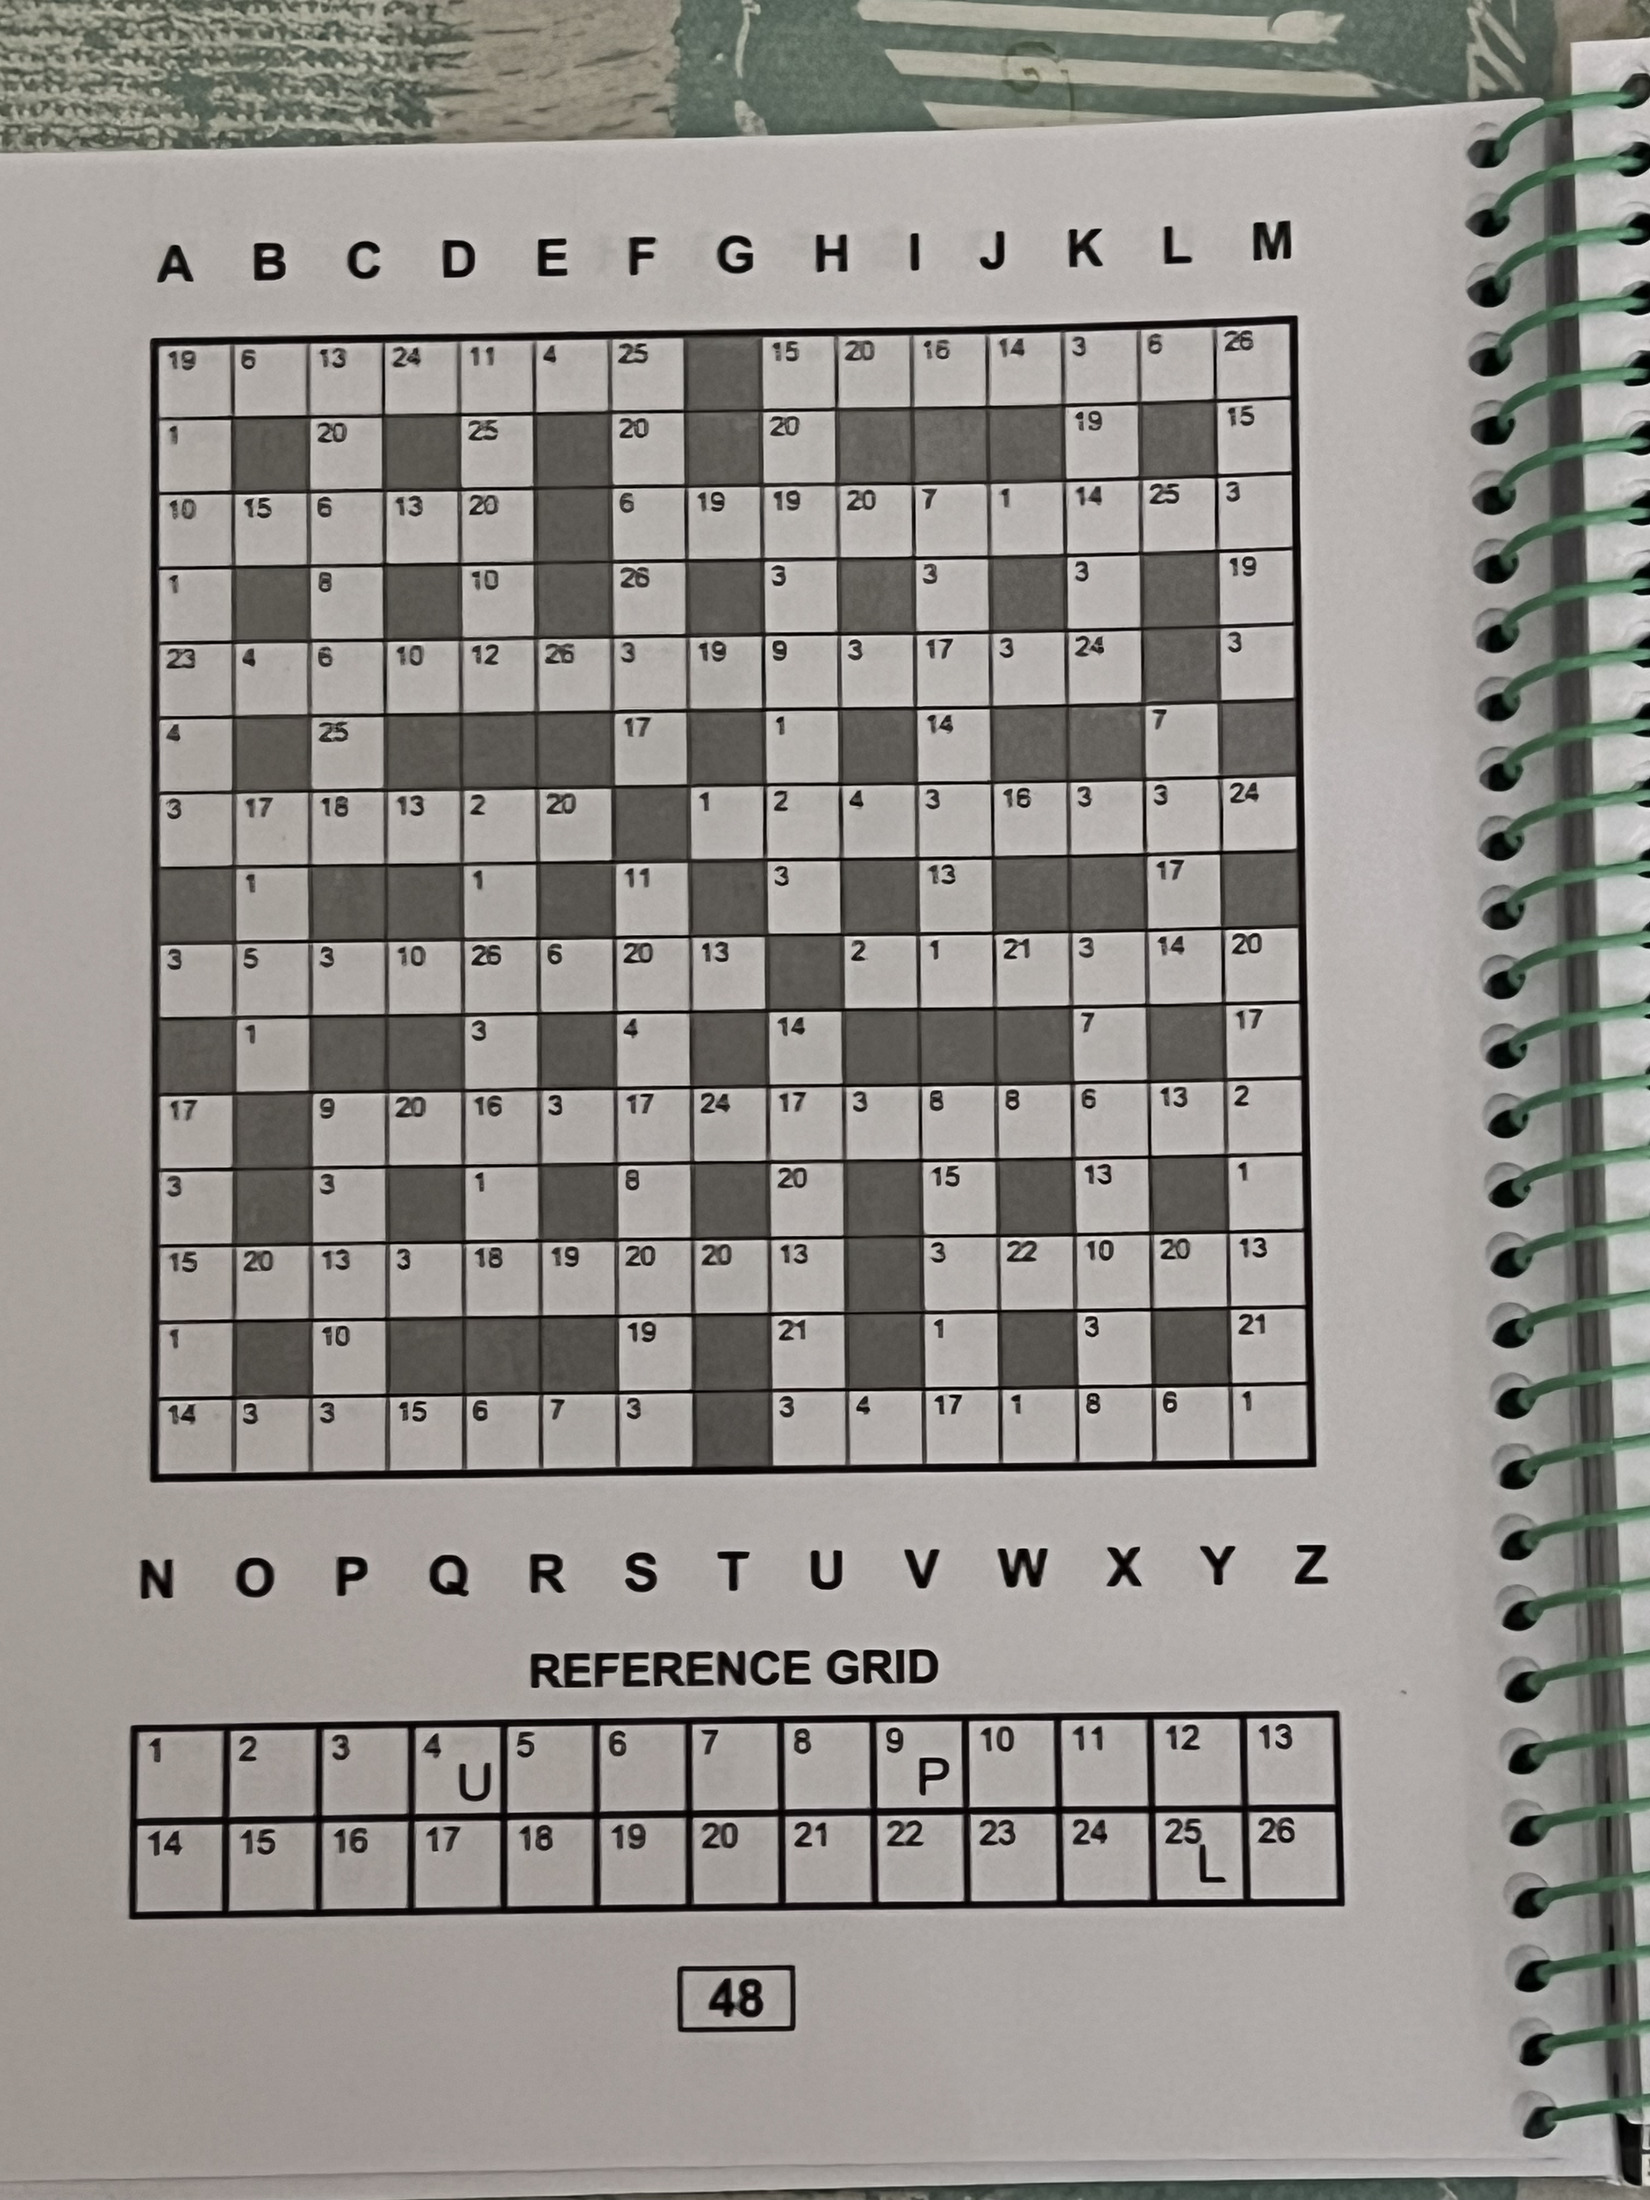 A B C D E F G H I J K L M
19 6 13 24 11 4 25 15 20 16 14 3 6 26
1 20 25 20 20 19 15
10 15 6 13 20 6 19 19 20 7 1 14 25 3
1 8 10 26 3 3 3 19
23 4 6 10 12 26 3 19 9 3 17 3 24 3
4 25 17 1 14 7
3 17 18 13 2 20 1 2 4 3 16 3 3 24
1 1 11 3 13 17
3 5 3 10 26 6 20 13 2 1 21 3 14 20
1 3 4 14 7 17
17 9 20 16 3 17 24 17 3 8 8 6 13 2
3 3 1 8 20 15 13 1
15 20 13 3 18 19 20 20 13 3 22 10 20 13
1 10 19 21 1 3 21
14 3 3 15 6 7 3 3 4 17 1 8 6 1
N O P Q R S T U V W X Y Z
REFERENCE GRID
1 2 3 4 U 5 6 7 8 9 P 10 11 12 13
14 15 16 17 18 19 20 21 22 23 24 25 L 26
48